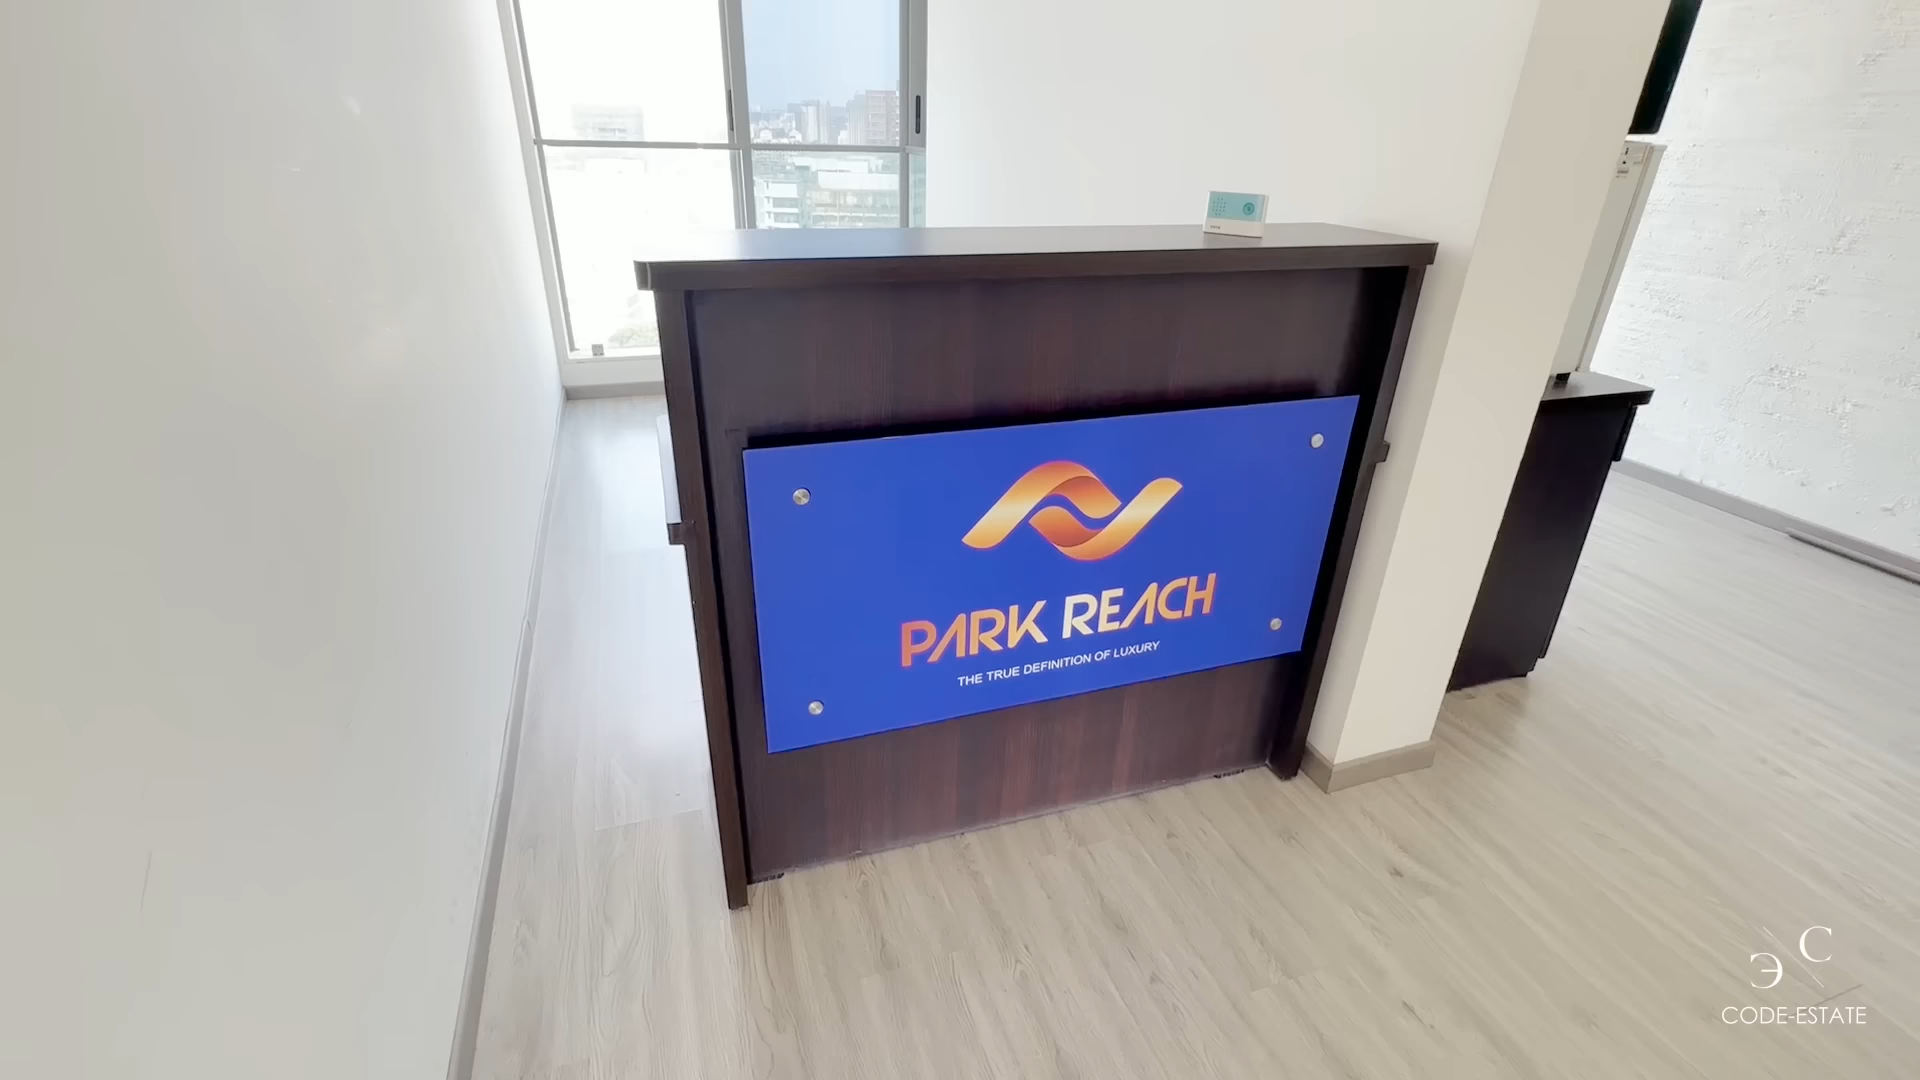 PARK REACH
THE TRUE DEFINITION OF LUXURY
CODE-ESTATE